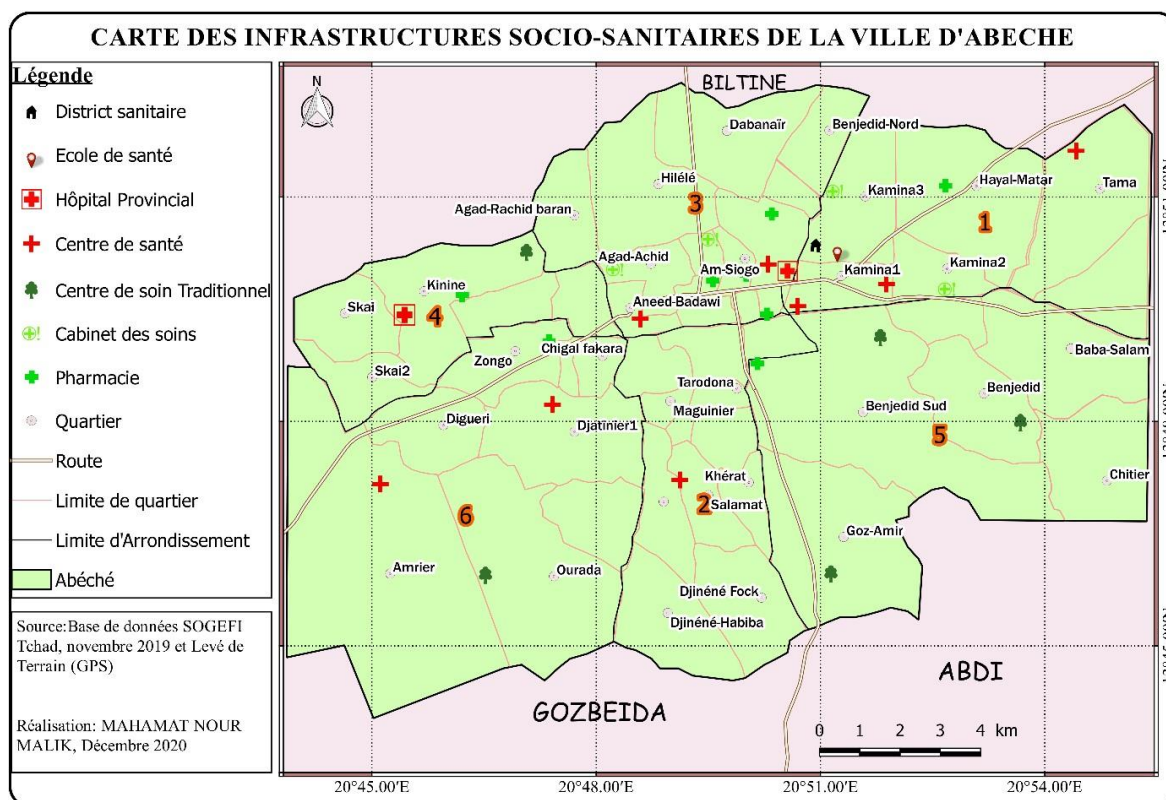 CARTE DES INFRASTRUCTURES SOCIO-SANITAIRES DE LA VILLE D'ABECHE
Légende
District sanitaire
Ecole de santé
Hôpital Provincial
Centre de santé
Centre de soin Traditionnel
Cabinet des soins
Pharmacie
Quartier
Route
Limite de quartier
Limite d'Arrondissement
Abéché
Source:Base de données SOGEFI
Tchad, novembre 2019 et Levé de
Terrain (GPS)
Réalisation: MAHAMAT NOUR
MALIK, Décembre 2020
N
BILTINE
Dabanaïr
Benjedid-Nord
Hilélé
Kamina3
Hayal-Matar
Tama
3
Agad-Rachid baran
1
Agad-Achid
Am-Siogo
Kamina1
Kamina2
Kinine
Skai
4
Aneed-Badawi
Zongo
Chigal fakara
Baba-Salam
Skai2
Tarodona
Benjedid
Maguinier
Benjedid Sud
Digueri
Djatinier1
5
Khérat
Chitier
2
Salamat
6
Goz-Amir
Amrier
Ourada
Djinéné Fock
Djinéné-Habiba
ABDI
GOZBEIDA
0 1 2 3 4 km
20°45.00′E
20°48.00′E
20°51.00′E
20°54.00′E